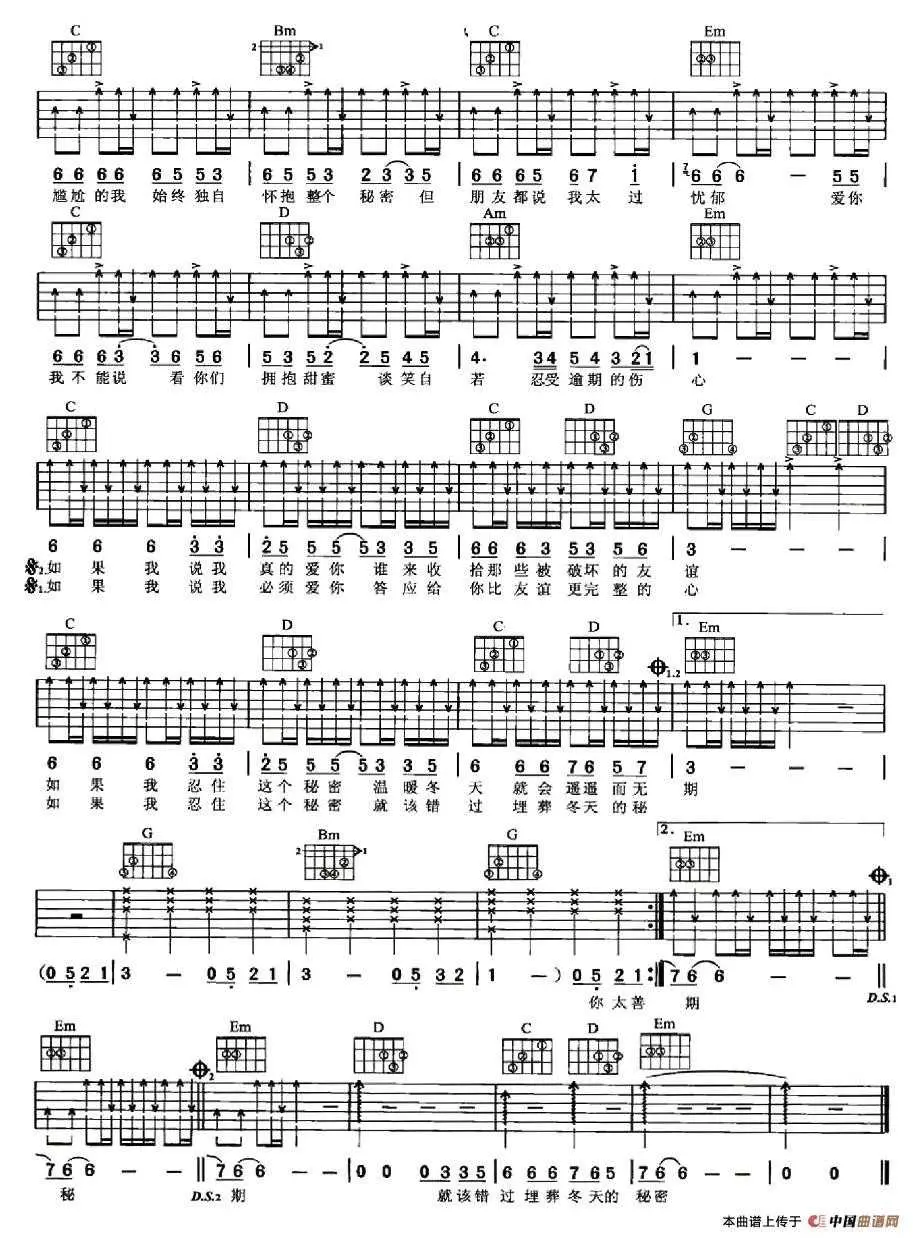 C Bm C Em
6 6 6 6 6 5 5 3 | 6 5 5 3 2 3 3 5 | 6 6 6 5 6 7 i | 7 6 6 6 — 5 5
尴尬的我 始终独自 怀抱整个 秘密 但 朋友都说 我太 过 忧郁 爱你
C D Am Em
6 6 6 3 3 6 5 6 | 3 3 5 2 2 5 4 5 | 4· 3 4 5 4 3 2 1 | 1 — — —
我不能说 看你们 拥抱甜蜜 谈笑自 若 忍受逾期的伤 心
C D C D G C D
6 6 6 3 3 | 2 5 5 5 5 3 3 5 | 6 6 6 3 5 3 5 6 | 3 — — —
2.如果我说我 真的爱你 谁来收 拾那些被 破坏的友 谊
1.如果我说我 必须爱你 答应给 你比友谊 更完整的 心
C D C D 1.2 1. Em
6 6 6 3 3 | 2 5 5 5 5 3 3 5 | 6 6 6 7 6 5 7 | 3 — — —
如果我忍住 这个秘密 温暖冬 天就会遥遥而无 期
如果我忍住 这个秘密 就该错 过埋葬冬天的秘
G Bm G 2. Em 1
(0 5 2 1 | 3 — 0 5 2 1 | 3 — 0 5 3 2 | 1 — ) 0 5 2 1 :| 7 6 6 — —
你太善 期 D.S.1
Em Em 2 D C D Em
7 6 6 — — | 7 6 6 — — | 0 0 0 3 3 5 | 6 6 6 7 6 5 | 7 6 6 — — | 0 0
秘 D.S.2 期 就该错 过埋葬冬天的 秘密
本曲谱上传于 中国曲谱网